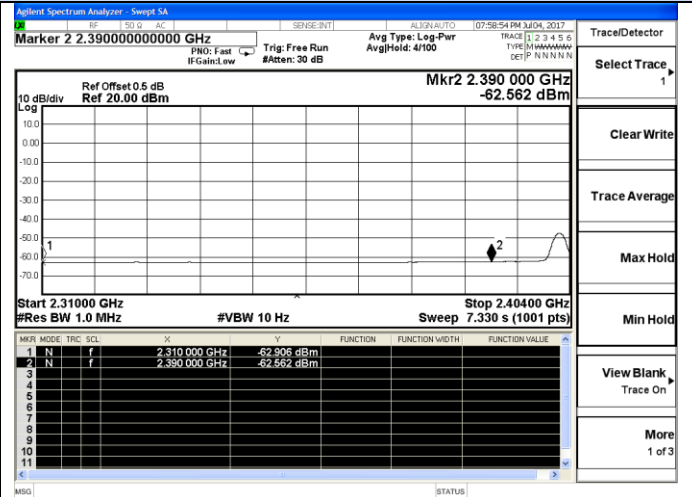 Agilent Spectrum Analyzer - Swept SA
RF 50 Ω AC SENSE:INT ALIGN AUTO 07:58:54 PM Jul 04, 2017
Marker 2 2.390000000000 GHz
PNO: Fast
IFGain:Low
Trig: Free Run
#Atten: 30 dB
Avg Type: Log-Pwr
Avg|Hold: 4/100
TRACE 1 2 3 4 5 6
TYPE M
DET P N N N N N
Ref Offset 0.5 dB
10 dB/div Ref 20.00 dBm
Log
Mkr2 2.390 000 GHz
-62.562 dBm
10.0
0.00
-10.0
-20.0
-30.0
-40.0
-50.0
-60.0
-70.0
1
2
Start 2.31000 GHz
Stop 2.40400 GHz
#Res BW 1.0 MHz
#VBW 10 Hz
Sweep 7.330 s (1001 pts)
MKR MODE TRC SCL X Y FUNCTION FUNCTION WIDTH FUNCTION VALUE
1 N f 2.310 000 GHz -62.906 dBm
2 N f 2.390 000 GHz -62.562 dBm
3
4
5
6
7
8
9
10
11
MSG
STATUS
Trace/Detector
Select Trace
1
Clear Write
Trace Average
Max Hold
Min Hold
View Blank
Trace On
More
1 of 3